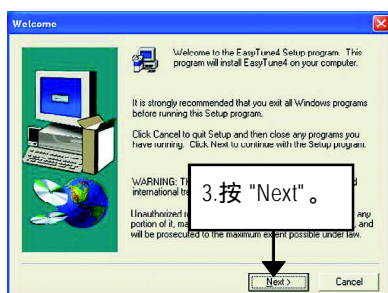 Welcome
Welcome to the EasyTune4 Setup program. This
program will install EasyTune4 on your computer.
It is strongly recommended that you exit all Windows programs
before running this Setup program.
Click Cancel to quit Setup and then close any programs you
have running. Click Next to continue with the Setup program.
WARNING:
international
3.按 "Next"。
Unauthorized any
portion of it, and
will be prosecuted to the maximum extent possible under law.
Next >
Cancel